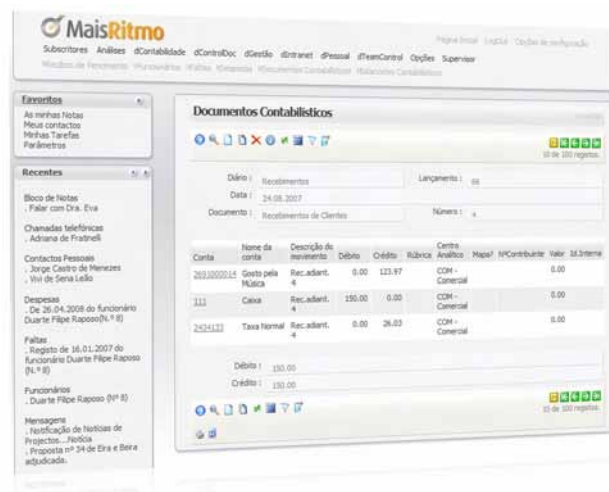 MaisRitmo
Página Inicial Logout Opções de configuração
Subscritores Análises dContabilidade dControlDoc dGestão dIntranet dPessoal dTeamControl Opções Supervisor
Favoritos
As minhas Notas
Meus contactos
Minhas Tarefas
Parâmetros
Recentes
Bloco de Notas
. Falar com Dra. Eva
Chamadas telefónicas
. Adriana de Fratinelli
Contactos Pessoais
. Jorge Castro de Menezes
. Vivi de Sena Leão
Despesas
. De 26.04.2008 do funcionário
Duarte Filipe Raposo(N.º 8)
Faltas
. Registo de 16.01.2007 do
funcionário Duarte Filipe Raposo
(N.º 8)
Funcionários
. Duarte Filipe Raposo (Nº 8)
Mensagens
. Notificação de Notícias de
Projectos...Notícia
. Proposta nº 34 de Eira e Beira
adjudicada.
Documentos Contabilísticos
10 de 100 registos.
Diário : Recebimentos Lançamento : 66
Data : 24.08.2007
Documento : Recebimentos de Clientes Número : 4
Conta Nome da conta Descrição do movimento Débito Crédito Rúbrica Centro Analítico Mapa? NºContribuinte Valor Id.Interna
Gosto pela Música Rec.adiant. 4 0.00 123.97 COM - Comercial 0.00
111 Caixa Rec.adiant. 4 150.00 0.00 COM - Comercial 0.00
2434123 Taxa Normal Rec.adiant. 4 0.00 26.03 COM - Comercial 0.00
Débito : 150.00
Crédito : 150.00
10 de 100 registos.